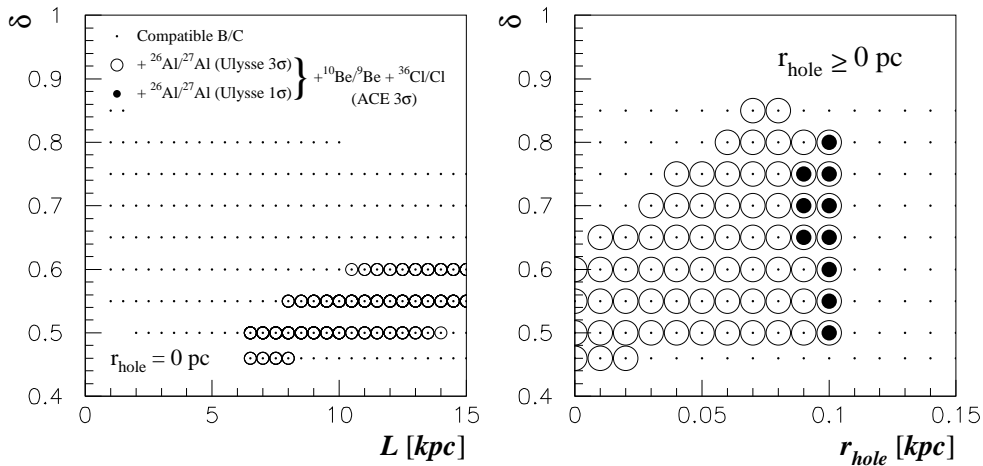 δ
1
0.9
0.8
0.7
0.6
0.5
0.4
Compatible B/C
+ ²⁶Al/²⁷Al (Ulysse 3σ)
+ ²⁶Al/²⁷Al (Ulysse 1σ)
} +¹⁰Be/⁹Be + ³⁶Cl/Cl
(ACE 3σ)
r_hole = 0 pc
0 5 10 15
L [kpc]
δ
1
0.9
0.8
0.7
0.6
0.5
0.4
r_hole ≥ 0 pc
0 0.05 0.1 0.15
r_hole [kpc]